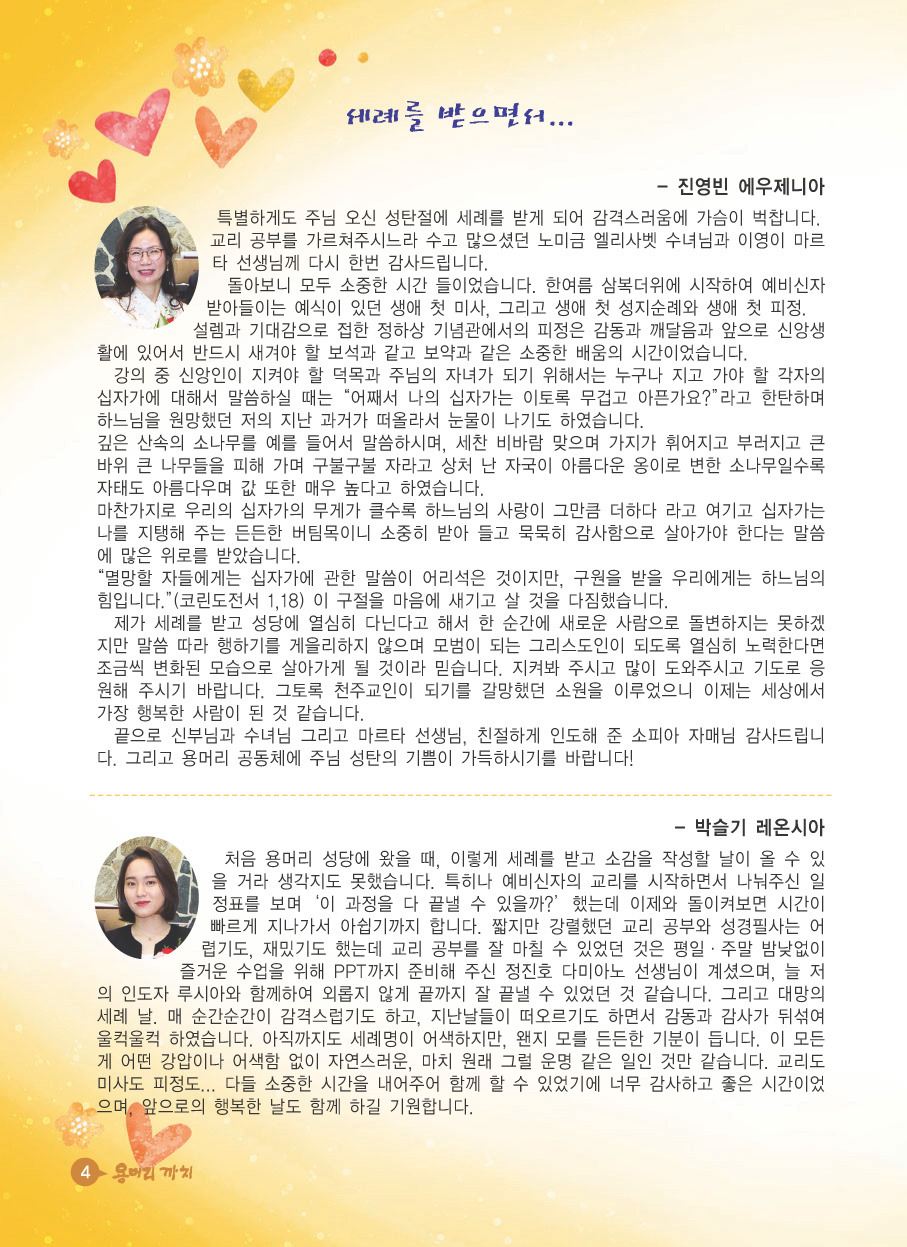 세례를 받으면서...
- 진영빈 에우제니아
특별하게도 주님 오신 성탄절에 세례를 받게 되어 감격스러움에 가슴이 벅찹니다.
교리 공부를 가르쳐주시느라 수고 많으셨던 노미금 엘리사벳 수녀님과 이영이 마르
타 선생님께 다시 한번 감사드립니다.
돌아보니 모두 소중한 시간 들이었습니다. 한여름 삼복더위에 시작하여 예비신자
받아들이는 예식이 있던 생애 첫 미사, 그리고 생애 첫 성지순례와 생애 첫 피정.
설렘과 기대감으로 접한 정하상 기념관에서의 피정은 감동과 깨달음과 앞으로 신앙생
활에 있어서 반드시 새겨야 할 보석과 같고 보약과 같은 소중한 배움의 시간이었습니다.
강의 중 신앙인이 지켜야 할 덕목과 주님의 자녀가 되기 위해서는 누구나 지고 가야 할 각자의
십자가에 대해서 말씀하실 때는 “어째서 나의 십자가는 이토록 무겁고 아픈가요?”라고 한탄하며
하느님을 원망했던 저의 지난 과거가 떠올라서 눈물이 나기도 하였습니다.
깊은 산속의 소나무를 예를 들어서 말씀하시며, 세찬 비바람 맞으며 가지가 휘어지고 부러지고 큰
바위 큰 나무들을 피해 가며 구불구불 자라고 상처 난 자국이 아름다운 옹이로 변한 소나무일수록
자태도 아름다우며 값 또한 매우 높다고 하였습니다.
마찬가지로 우리의 십자가의 무게가 클수록 하느님의 사랑이 그만큼 더하다 라고 여기고 십자가는
나를 지탱해 주는 든든한 버팀목이니 소중히 받아 들고 묵묵히 감사함으로 살아가야 한다는 말씀
에 많은 위로를 받았습니다.
“멸망할 자들에게는 십자가에 관한 말씀이 어리석은 것이지만, 구원을 받을 우리에게는 하느님의
힘입니다.”(코린도전서 1,18) 이 구절을 마음에 새기고 살 것을 다짐했습니다.
제가 세례를 받고 성당에 열심히 다닌다고 해서 한 순간에 새로운 사람으로 돌변하지는 못하겠
지만 말씀 따라 행하기를 게을리하지 않으며 모범이 되는 그리스도인이 되도록 열심히 노력한다면
조금씩 변화된 모습으로 살아가게 될 것이라 믿습니다. 지켜봐 주시고 많이 도와주시고 기도로 응
원해 주시기 바랍니다. 그토록 천주교인이 되기를 갈망했던 소원을 이루었으니 이제는 세상에서
가장 행복한 사람이 된 것 같습니다.
끝으로 신부님과 수녀님 그리고 마르타 선생님, 친절하게 인도해 준 소피아 자매님 감사드립니
다. 그리고 용머리 공동체에 주님 성탄의 기쁨이 가득하시기를 바랍니다!
- 박슬기 레온시아
처음 용머리 성당에 왔을 때, 이렇게 세례를 받고 소감을 작성할 날이 올 수 있
을 거라 생각지도 못했습니다. 특히나 예비신자의 교리를 시작하면서 나눠주신 일
정표를 보며 ‘이 과정을 다 끝낼 수 있을까?’ 했는데 이제와 돌이켜보면 시간이
빠르게 지나가서 아쉽기까지 합니다. 짧지만 강렬했던 교리 공부와 성경필사는 어
렵기도, 재밌기도 했는데 교리 공부를 잘 마칠 수 있었던 것은 평일 · 주말 밤낮없이
즐거운 수업을 위해 PPT까지 준비해 주신 정진호 다미아노 선생님이 계셨으며, 늘 저
의 인도자 루시아와 함께하여 외롭지 않게 끝까지 잘 끝낼 수 있었던 것 같습니다. 그리고 대망의
세례 날. 매 순간순간이 감격스럽기도 하고, 지난날들이 떠오르기도 하면서 감동과 감사가 뒤섞여
울컥울컥 하였습니다. 아직까지도 세례명이 어색하지만, 왠지 모를 든든한 기분이 듭니다. 이 모든
게 어떤 강압이나 어색함 없이 자연스러운, 마치 원래 그럴 운명 같은 일인 것만 같습니다. 교리도
미사도 피정도... 다들 소중한 시간을 내어주어 함께 할 수 있었기에 너무 감사하고 좋은 시간이었
으며, 앞으로의 행복한 날도 함께 하길 기원합니다.
4 용머리 까치